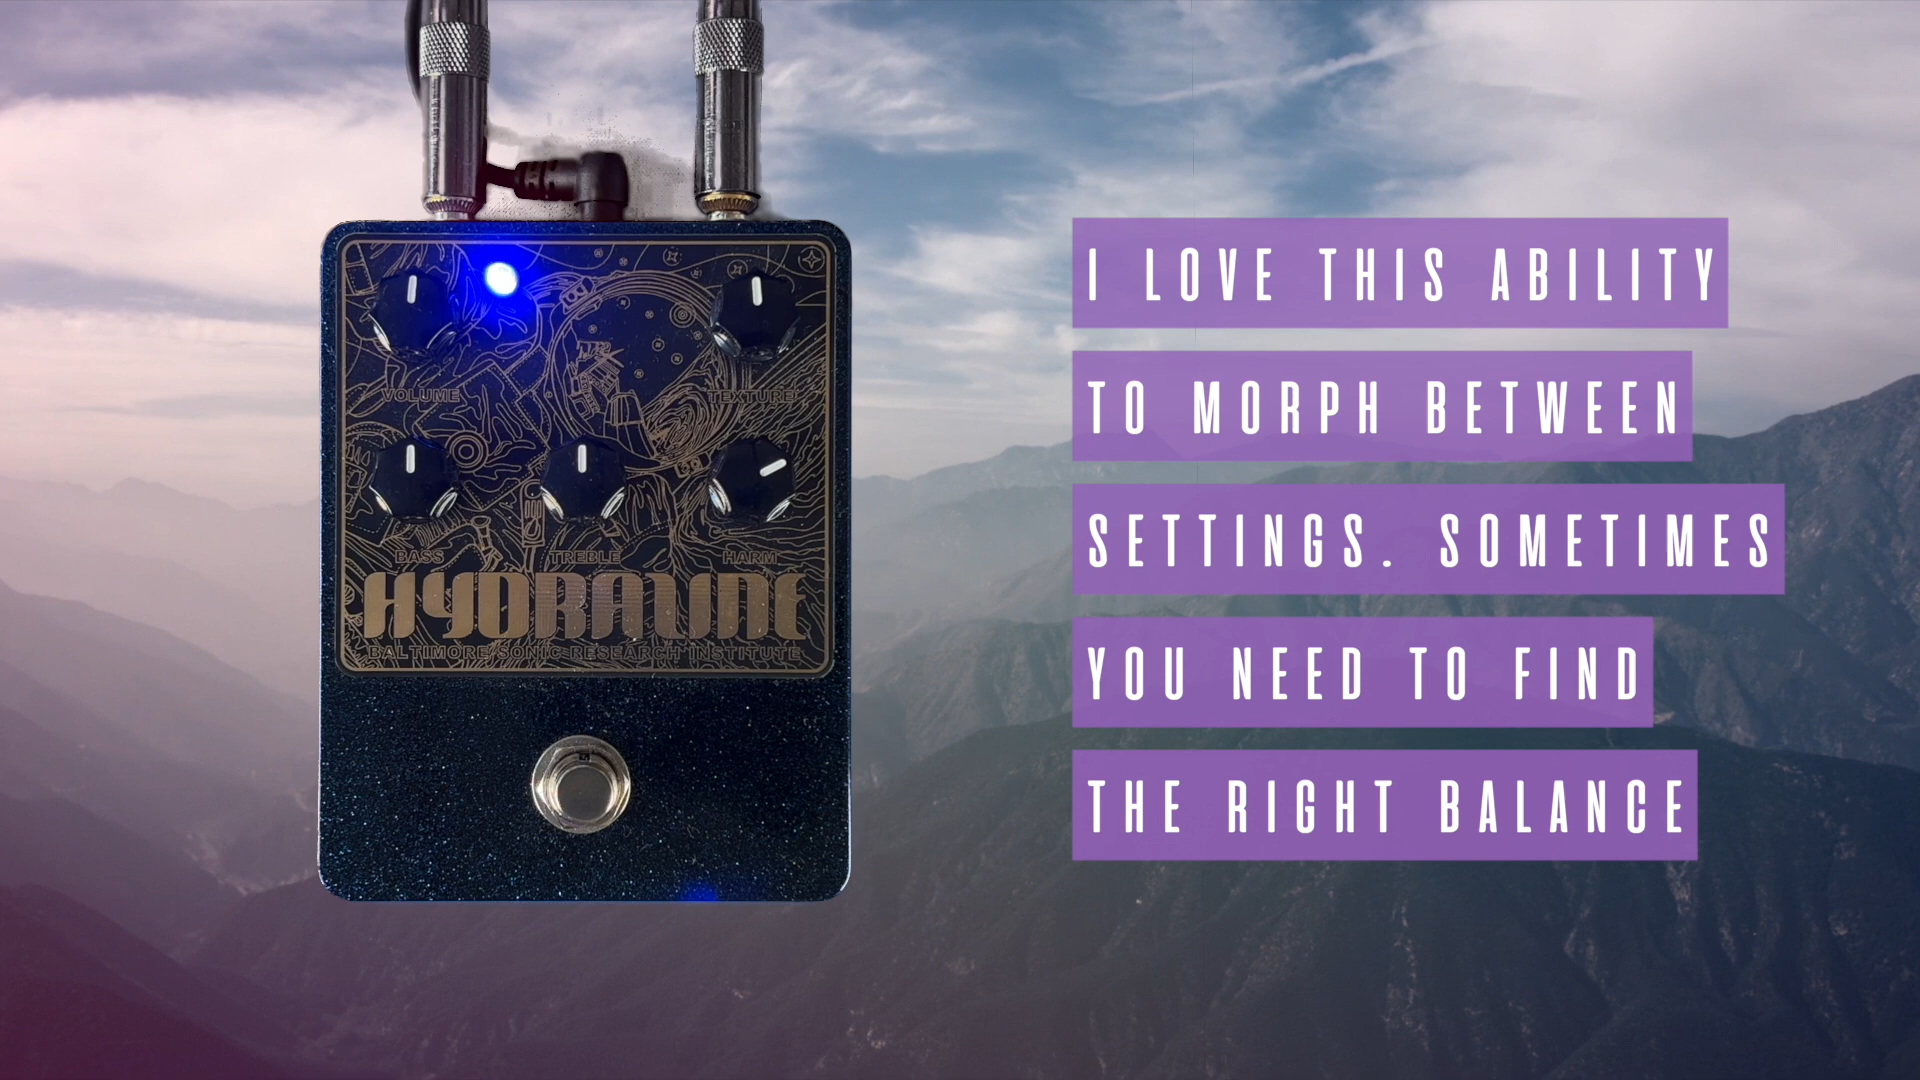 VOLUME
TEXTURE
BASS
TREBLE
HARM
HYDRALINE
BALTIMORE SONIC RESEARCH INSTITUTE
I LOVE THIS ABILITY
TO MORPH BETWEEN
SETTINGS. SOMETIMES
YOU NEED TO FIND
THE RIGHT BALANCE